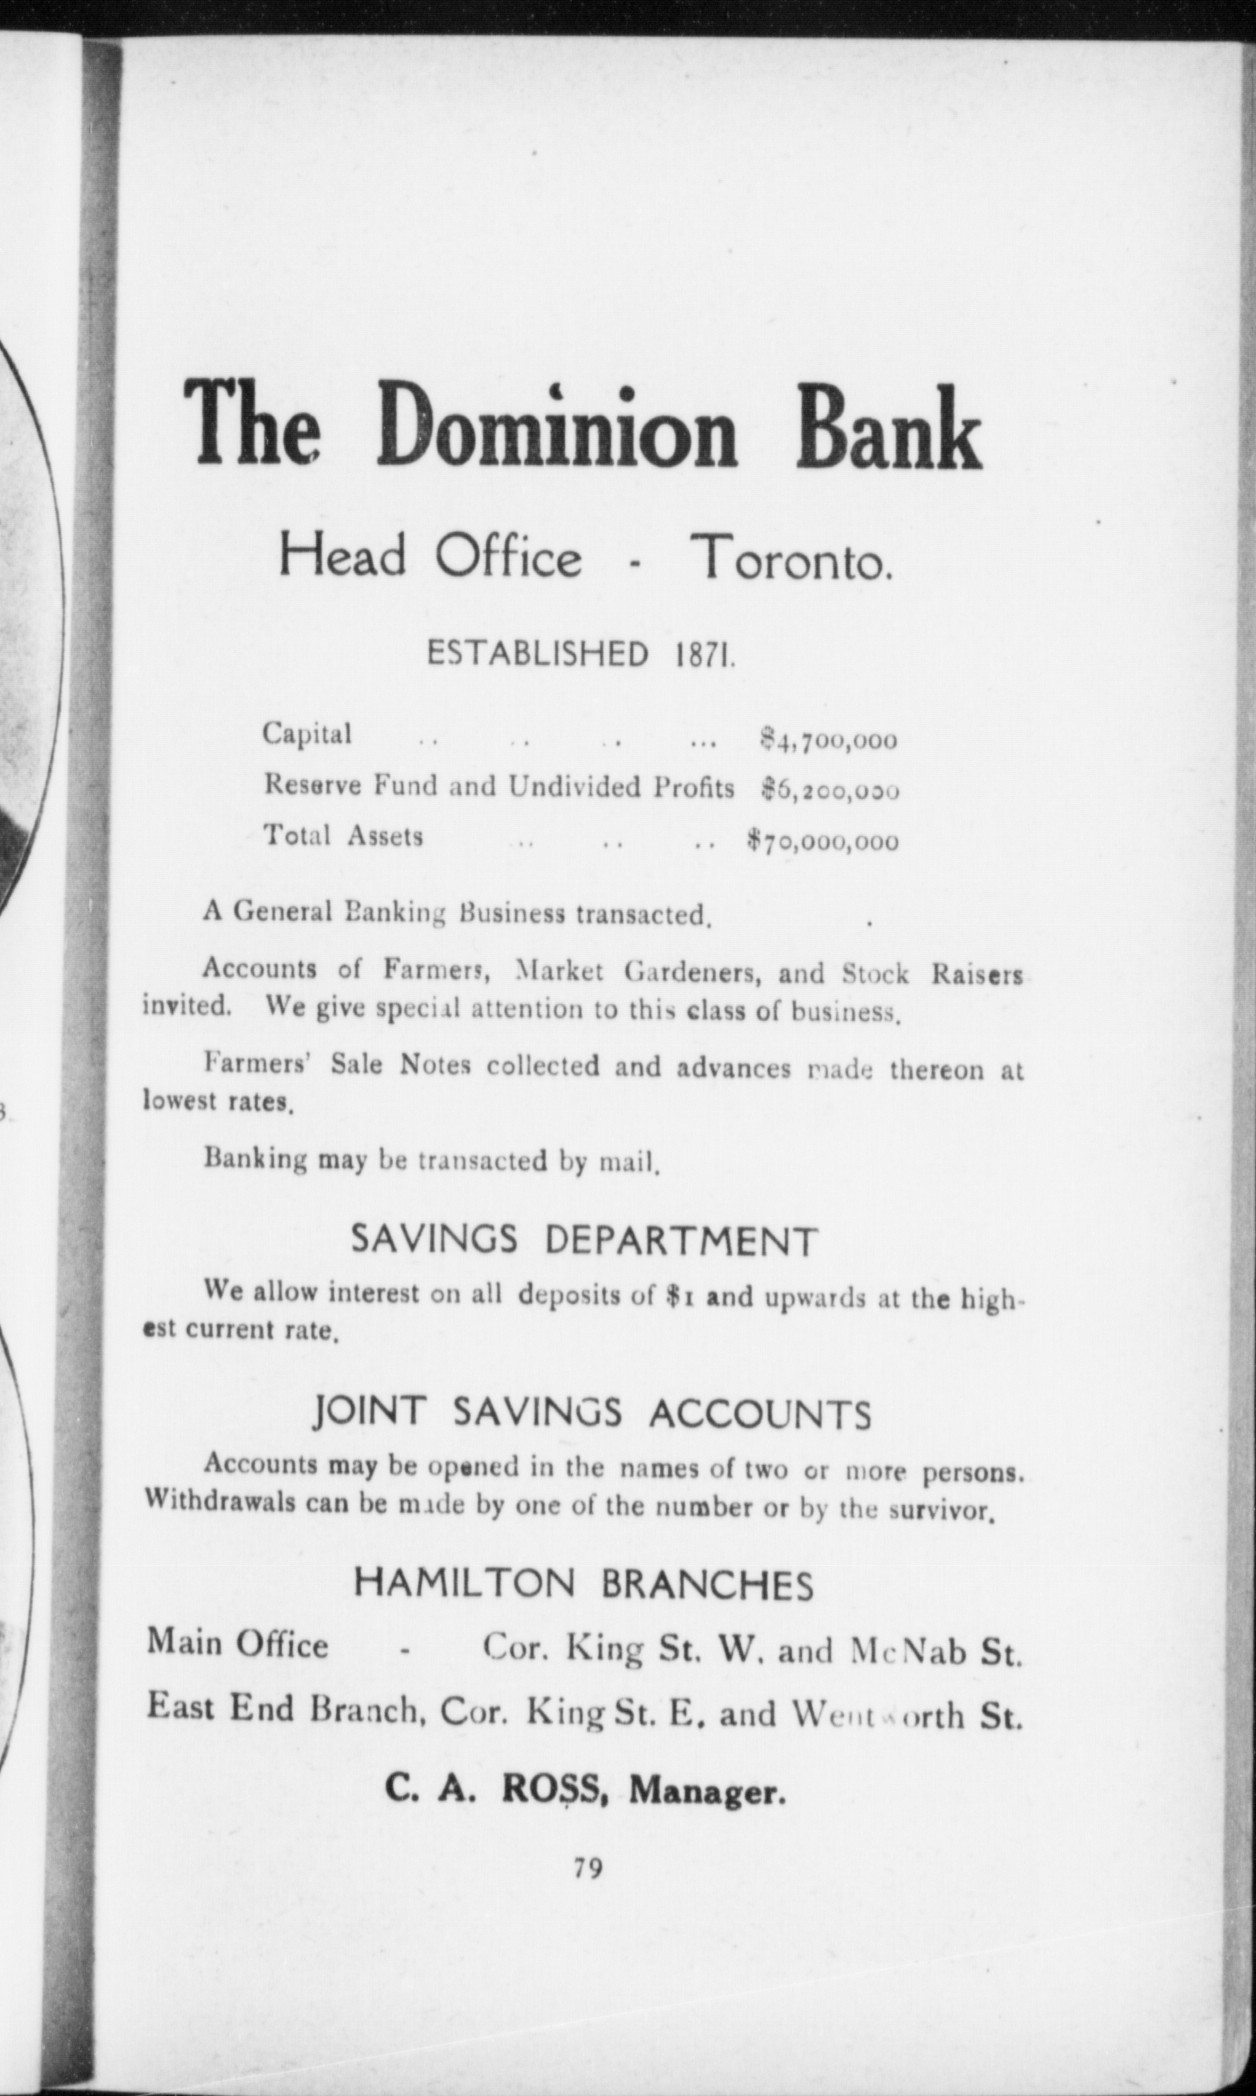 The Dominion Bank
Head Office - Toronto.
ESTABLISHED 1871.
Capital .. .. .. ... $4,700,000
Reserve Fund and Undivided Profits $6,200,000
Total Assets .. .. .. $70,000,000
A General Banking Business transacted.
Accounts of Farmers, Market Gardeners, and Stock Raisers
invited. We give special attention to this class of business.
Farmers' Sale Notes collected and advances made thereon at
lowest rates.
Banking may be transacted by mail.
SAVINGS DEPARTMENT
We allow interest on all deposits of $1 and upwards at the high-
est current rate.
JOINT SAVINGS ACCOUNTS
Accounts may be opened in the names of two or more persons.
Withdrawals can be made by one of the number or by the survivor.
HAMILTON BRANCHES
Main Office - Cor. King St. W. and McNab St.
East End Branch, Cor. King St. E. and Wentworth St.
C. A. ROSS, Manager.
79